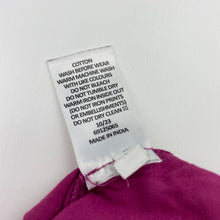 COTTON
WASH BEFORE WEAR
WARM MACHINE WASH
WITH LIKE COLOURS
DO NOT BLEACH
DO NOT TUMBLE DRY
WARM IRON INSIDE OUT
(DO NOT IRON PRINTS
OR EMBELLISHMENTS)
DO NOT DRY CLEAN
10/23
69125065
MADE IN INDIA